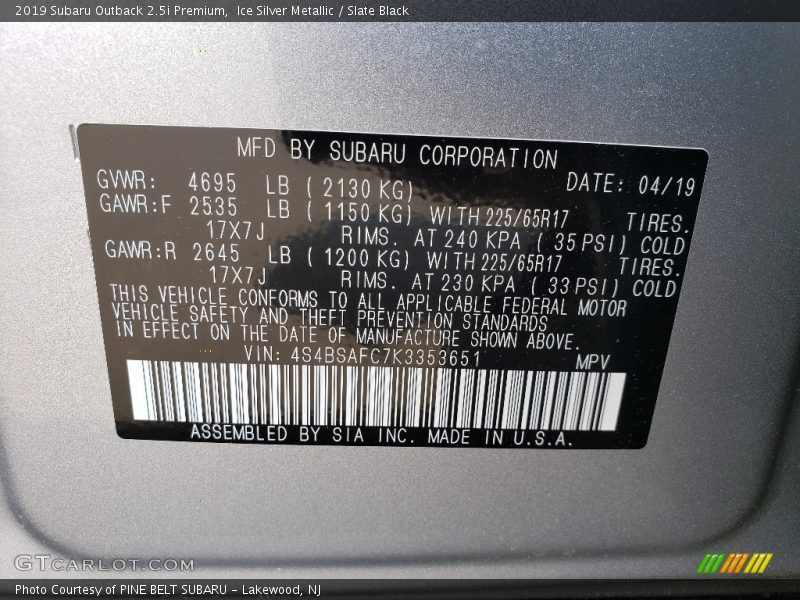 2019 Subaru Outback 2.5i Premium,  Ice Silver Metallic / Slate Black
MFD BY SUBARU CORPORATION
GVWR: 4695 LB ( 2130 KG) DATE: 04/19
GAWR:F 2535 LB ( 1150 KG) WITH 225/65R17 TIRES.
17X7J RIMS. AT 240 KPA ( 35 PSI) COLD
GAWR:R 2645 LB ( 1200 KG) WITH 225/65R17 TIRES.
17X7J RIMS. AT 230 KPA ( 33 PSI) COLD
THIS VEHICLE CONFORMS TO ALL APPLICABLE FEDERAL MOTOR
VEHICLE SAFETY AND THEFT PREVENTION STANDARDS
IN EFFECT ON THE DATE OF MANUFACTURE SHOWN ABOVE.
VIN: 4S4BSAFC7K3353651 MPV
ASSEMBLED BY SIA INC. MADE IN U.S.A.
GTCARLOT.COM
Photo Courtesy of PINE BELT SUBARU - Lakewood, NJ